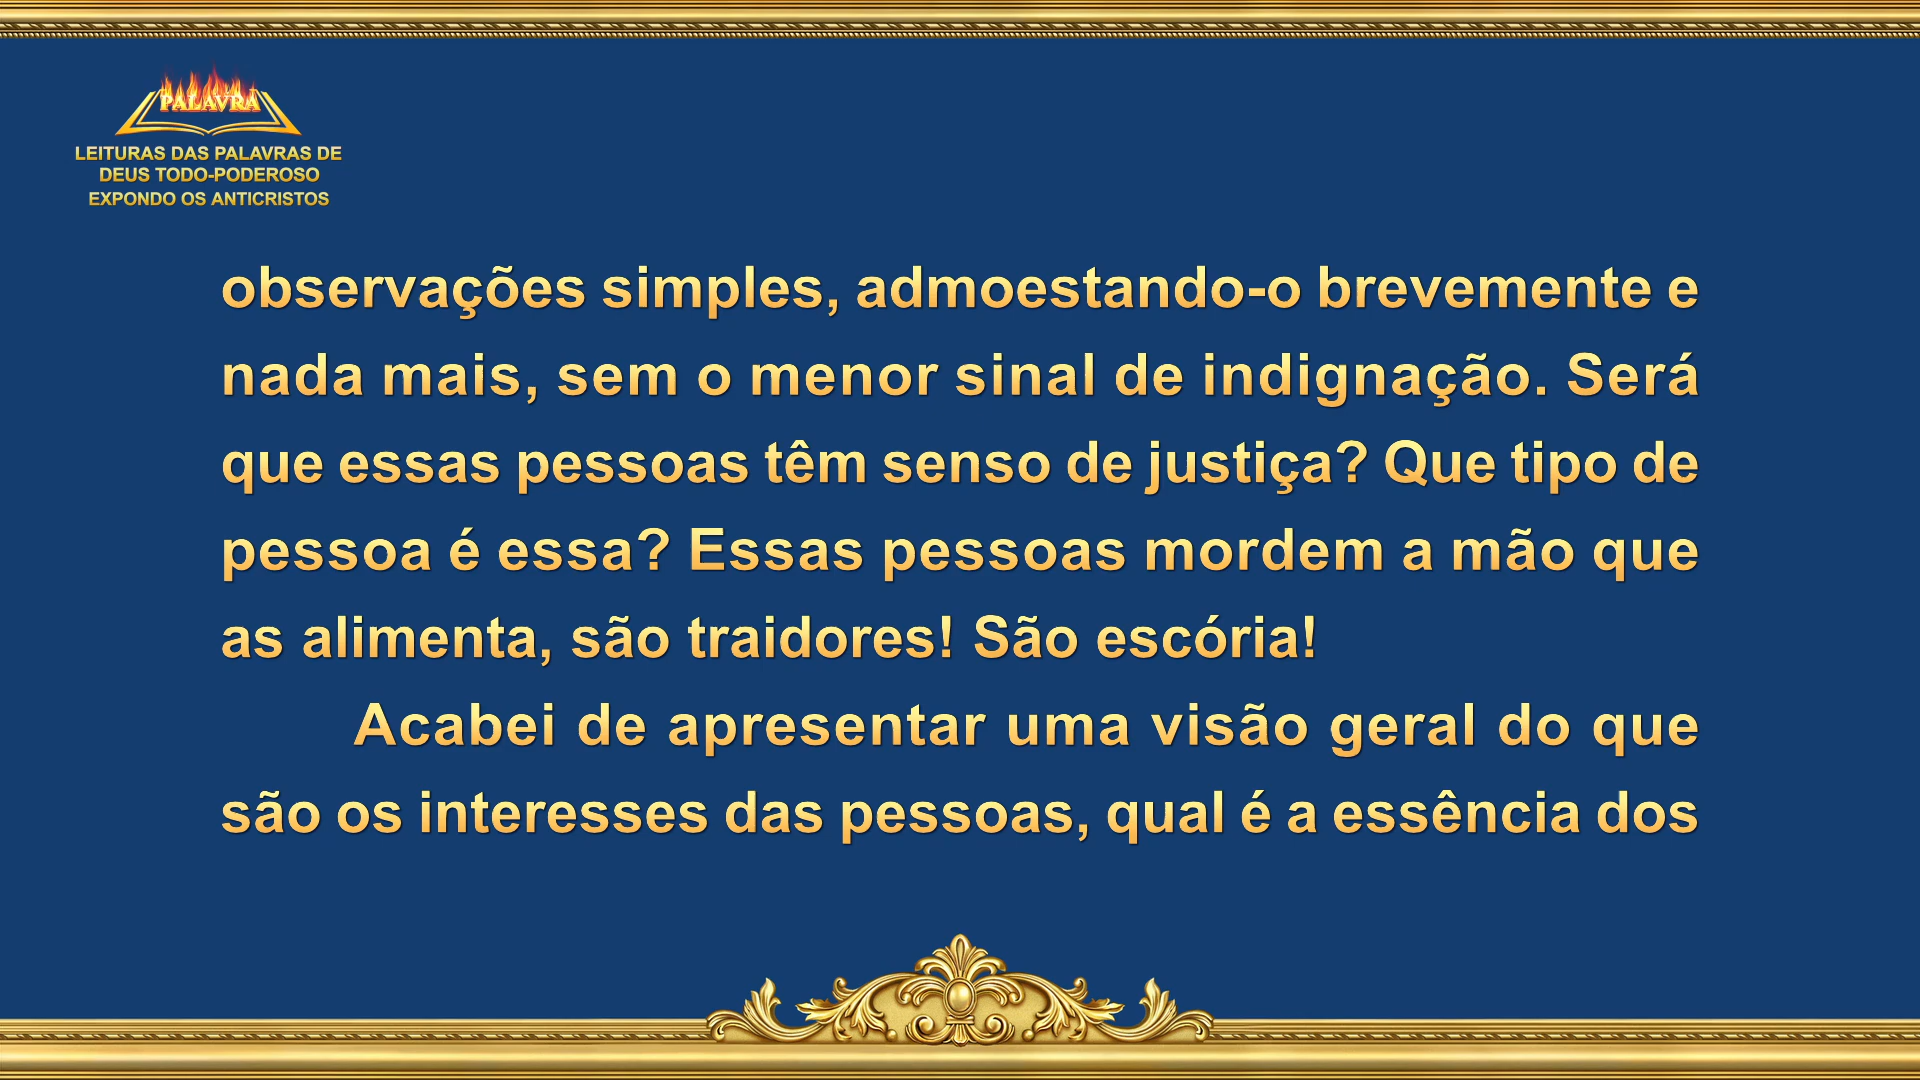 PALAVRA
LEITURAS DAS PALAVRAS DE
DEUS TODO-PODEROSO
EXPONDO OS ANTICRISTOS
observações simples, admoestando-o brevemente e
nada mais, sem o menor sinal de indignação. Será
que essas pessoas têm senso de justiça? Que tipo de
pessoa é essa? Essas pessoas mordem a mão que
as alimenta, são traidores! São escória!
Acabei de apresentar uma visão geral do que
são os interesses das pessoas, qual é a essência dos